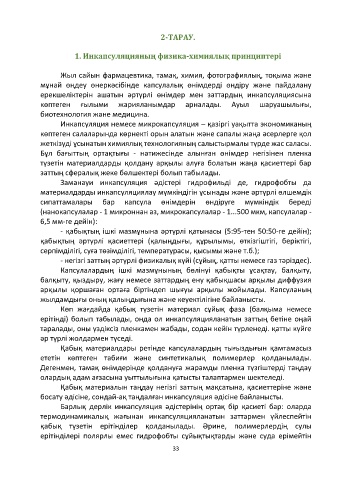 2-ТАРАУ.
1. Инкапсуляцияның физика-химиялық принциптері
Жыл сайын фармацевтика, тамақ, химия, фотографиялық, тоқыма және
мұнай өңдеу өнеркәсібінде капсулалық өнімдерді өндіру және пайдалану
ерекшеліктерін ашатын әртүрлі өнімдер мен заттардың инкапсуляциясына
көптеген ғылыми жарияланымдар арналады. Ауыл шаруашылығы,
биотехнология және медицина.
Инкапсуляция немесе микрокапсуляция – қазіргі уақытта экономиканың
көптеген салаларында көрнекті орын алатын және сапалы жаңа әсерлерге қол
жеткізуді ұсынатын химиялық технологияның салыстырмалы түрде жас саласы.
Бұл бағыттың ортақтығы - нәтижесінде алынған өнімдер негізінен пленка
түзетін материалдарды қолдану арқылы алуға болатын жаңа қасиеттері бар
заттың сфералық жеке бөлшектері болып табылады.
Заманауи инкапсуляция әдістері гидрофильді де, гидрофобты да
материалдарды инкапсуляциялау мүмкіндігін ұсынады және әртүрлі өлшемдік
сипаттамалары бар капсула өнімдерін өндіруге мүмкіндік береді
(нанокапсулалар - 1 микроннан аз, микрокапсулалар - 1...500 мкм, капсулалар -
6,5 мм-ге дейін):
- қабықтың ішкі мазмұнына әртүрлі қатынасы (5:95-тен 50:50-ге дейін);
қабықтың әртүрлі қасиеттері (қалыңдығы, құрылымы, өткізгіштігі, беріктігі,
серпімділігі, суға төзімділігі, температурасы, қысымы және т.б.);
- негізгі заттың әртүрлі физикалық күйі (сұйық, қатты немесе газ тәріздес).
Капсулалардың ішкі мазмұнының бөлінуі қабықты ұсақтау, балқыту,
балқыту, қыздыру, жағу немесе заттардың ену қабықшасы арқылы диффузия
арқылы қоршаған ортаға біртіндеп шығуы арқылы жойылады. Капсуланың
жылдамдығы оның қалыңдығына және кеуектілігіне байланысты.
Көп жағдайда қабық түзетін материал сұйық фаза (балқыма немесе
ерітінді) болып табылады, онда ол инкапсуляцияланатын заттың бетіне оңай
таралады, оны үздіксіз пленкамен жабады, содан кейін түрленеді. қатты күйге
әр түрлі жолдармен түседі.
Қабық материалдары ретінде капсулалардың тығыздығын қамтамасыз
ететін көптеген табиғи және синтетикалық полимерлер қолданылады.
Дегенмен, тамақ өнімдерінде қолдануға жарамды пленка түзгіштерді таңдау
олардың адам ағзасына уыттылығына қатысты талаптармен шектеледі.
Қабық материалын таңдау негізгі заттың мақсатына, қасиеттеріне және
босату әдісіне, сондай-ақ таңдалған инкапсуляция әдісіне байланысты.
Барлық дерлік инкапсуляция әдістерінің ортақ бір қасиеті бар: оларда
термодинамикалық жағынан инкапсуляцияланатын заттармен үйлеспейтін
қабық түзетін ерітінділер қолданылады. Әрине, полимерлердің сулы
ерітінділері полярлы емес гидрофобты сұйықтықтарды және суда ерімейтін
33